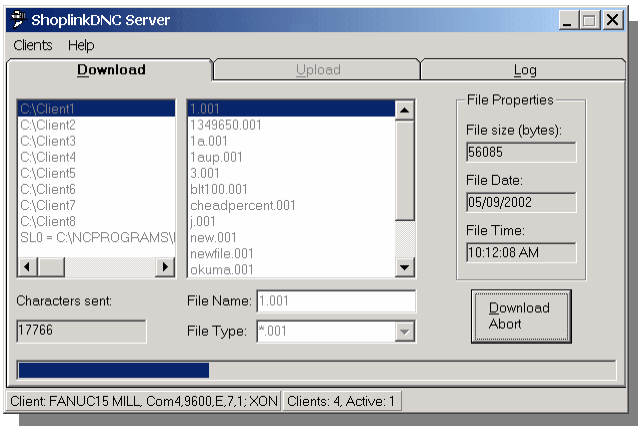 ShoplinkDNC Server
Clients Help
Download Upload Log
C:\Client1
C:\Client2
C:\Client3
C:\Client4
C:\Client5
C:\Client6
C:\Client7
C:\Client8
SL0 = C:\NCPROGRAMS\
1.001
1349650.001
1a.001
1aup.001
3.001
blt100.001
cheadpercent.001
j.001
new.001
newfile.001
okuma.001
File Properties
File size (bytes):
56085
File Date:
05/09/2002
File Time:
10:12:08 AM
Characters sent:
17766
File Name: 1.001
File Type: *.001
Download
Abort
Client: FANUC15 MILL, Com4,9600,E,7,1; XON Clients: 4, Active: 1